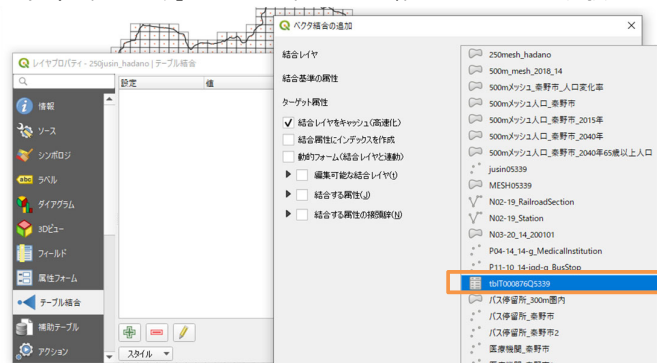 ベクタ結合の追加
レイヤプロパティ - 250jusin_hadano | テーブル結合
設定 値
情報
ソース
シンボロジ
abc ラベル
ダイアグラム
3Dビュー
フィールド
属性フォーム
テーブル結合
補助テーブル
アクション
スタイル
結合レイヤ
結合基準の属性
ターゲット属性
結合レイヤをキャッシュ(高速化)
結合属性にインデックスを作成
動的フォーム(結合レイヤと連動)
編集可能な結合レイヤ(t)
結合する属性(J)
結合する属性の接頭辞(N)
250mesh_hadano
500m_mesh_2018_14
500mメッシュ_秦野市_人口変化率
500mメッシュ人口_秦野市
500mメッシュ人口_秦野市_2015年
500mメッシュ人口_秦野市_2040年
500mメッシュ人口_秦野市_2040年65歳以上人口
jusin05339
MESH05339
N02-19_RailroadSection
N02-19_Station
N03-20_14_200101
P04-14_14-g_MedicalInstitution
P11-10_14-jgd-g_BusStop
tblT000876Q5339
バス停留所_300m圏内
バス停留所_秦野市
バス停留所_秦野市2
医療機関_秦野市